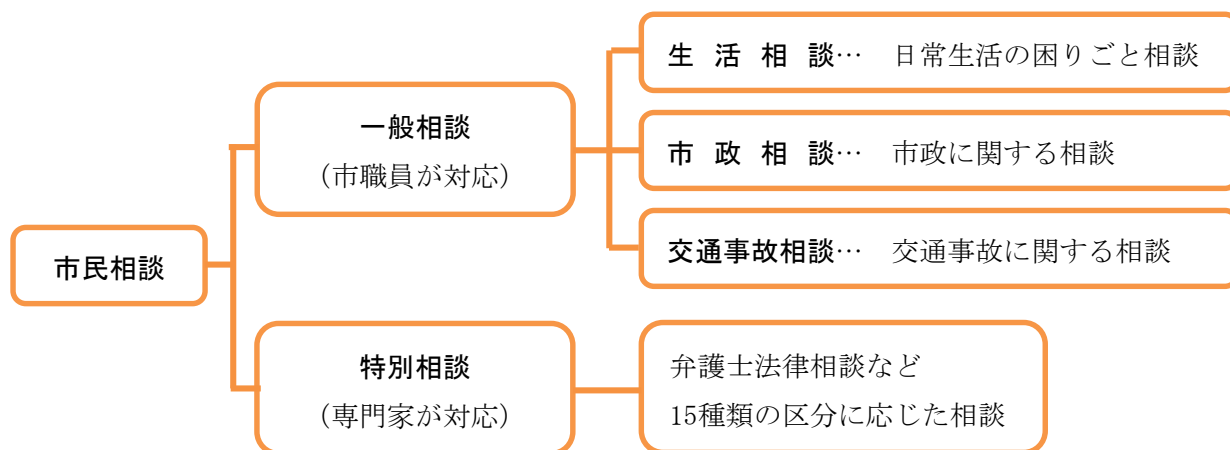 市民相談
一般相談
(市職員が対応)
生活相談… 日常生活の困りごと相談
市政相談… 市政に関する相談
交通事故相談… 交通事故に関する相談
特別相談
(専門家が対応)
弁護士法律相談など
15種類の区分に応じた相談